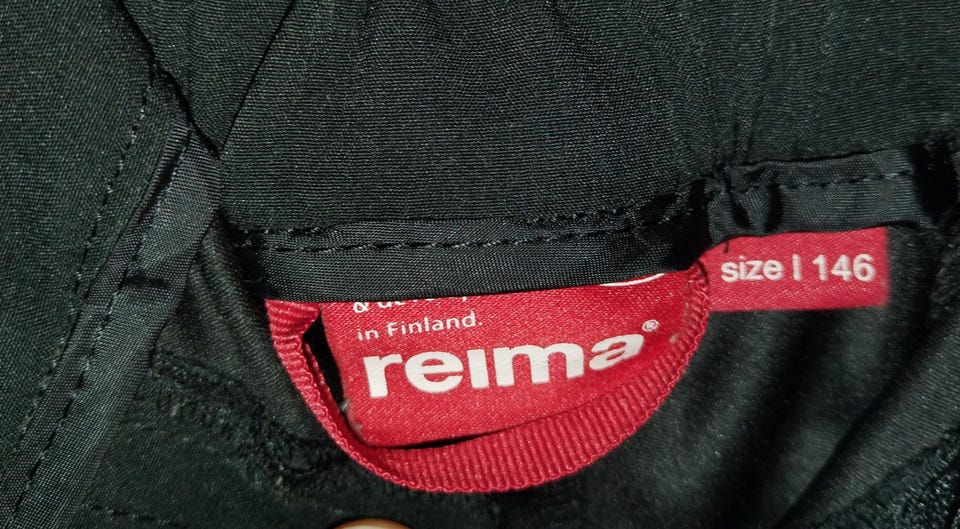 size | 146
in Finland.
reima®